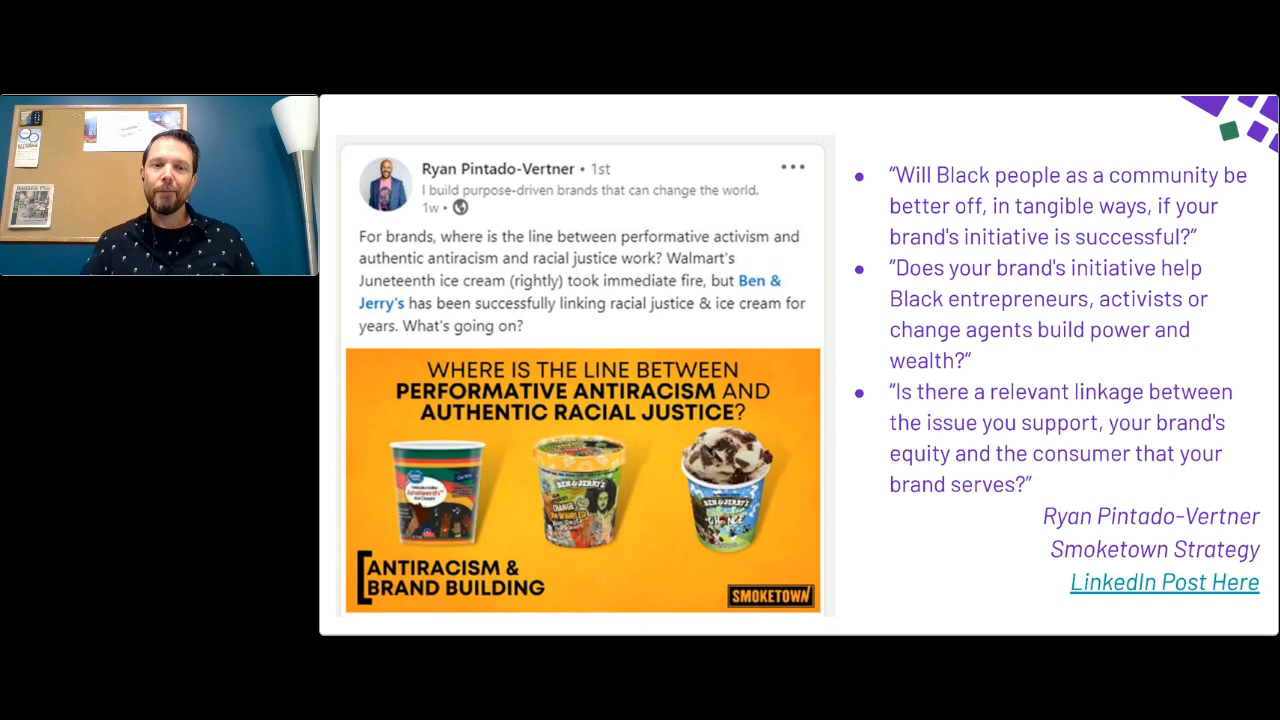 Ryan Pintado-Vertner • 1st
I build purpose-driven brands that can change the world.
1w •
For brands, where is the line between performative activism and
authentic antiracism and racial justice work? Walmart's
Juneteenth ice cream (rightly) took immediate fire, but Ben &
Jerry's has been successfully linking racial justice & ice cream for
years. What's going on?
WHERE IS THE LINE BETWEEN
PERFORMATIVE ANTIRACISM AND
AUTHENTIC RACIAL JUSTICE?
Juneteenth
BEN & JERRY'S
CHANGE
BEN & JERRY'S
ANTIRACISM &
BRAND BUILDING
SMOKETOWN
• "Will Black people as a community be
better off, in tangible ways, if your
brand's initiative is successful?"
• "Does your brand's initiative help
Black entrepreneurs, activists or
change agents build power and
wealth?"
• "Is there a relevant linkage between
the issue you support, your brand's
equity and the consumer that your
brand serves?"
Ryan Pintado-Vertner
Smoketown Strategy
LinkedIn Post Here